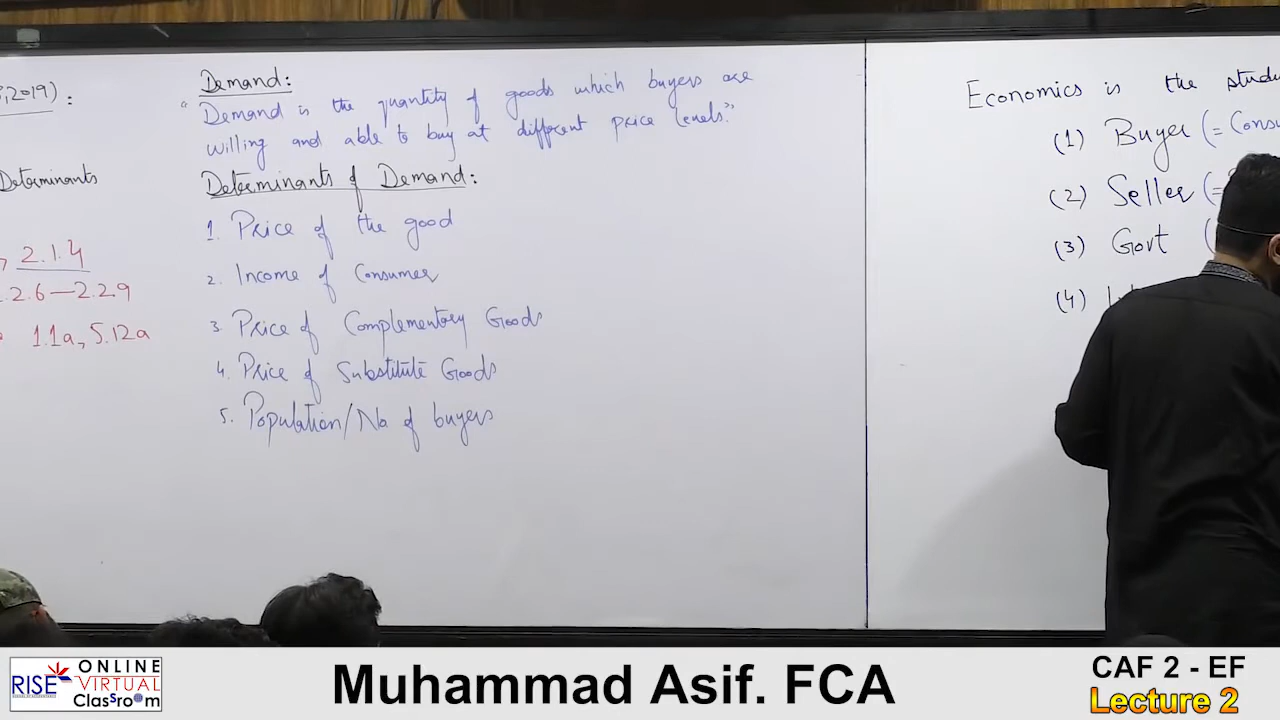 2019) :
Determinants
2.1.4
2.6—2.2.9
1.1a, 5.12a
Demand:
"Demand is the quantity of goods which buyers are
willing and able to buy at different price levels."
Determinants of Demand:
1. Price of the good
2. Income of Consumer
3. Price of Complementary Goods
4. Price of Substitute Goods
5. Population/No of buyers
Economics is the
(1) Buyer (=
(2) Seller (=
(3) Govt (
(4)
RISE
ONLINE
VIRTUAL
Classroom
Muhammad Asif. FCA
CAF 2 - EF
Lecture 2